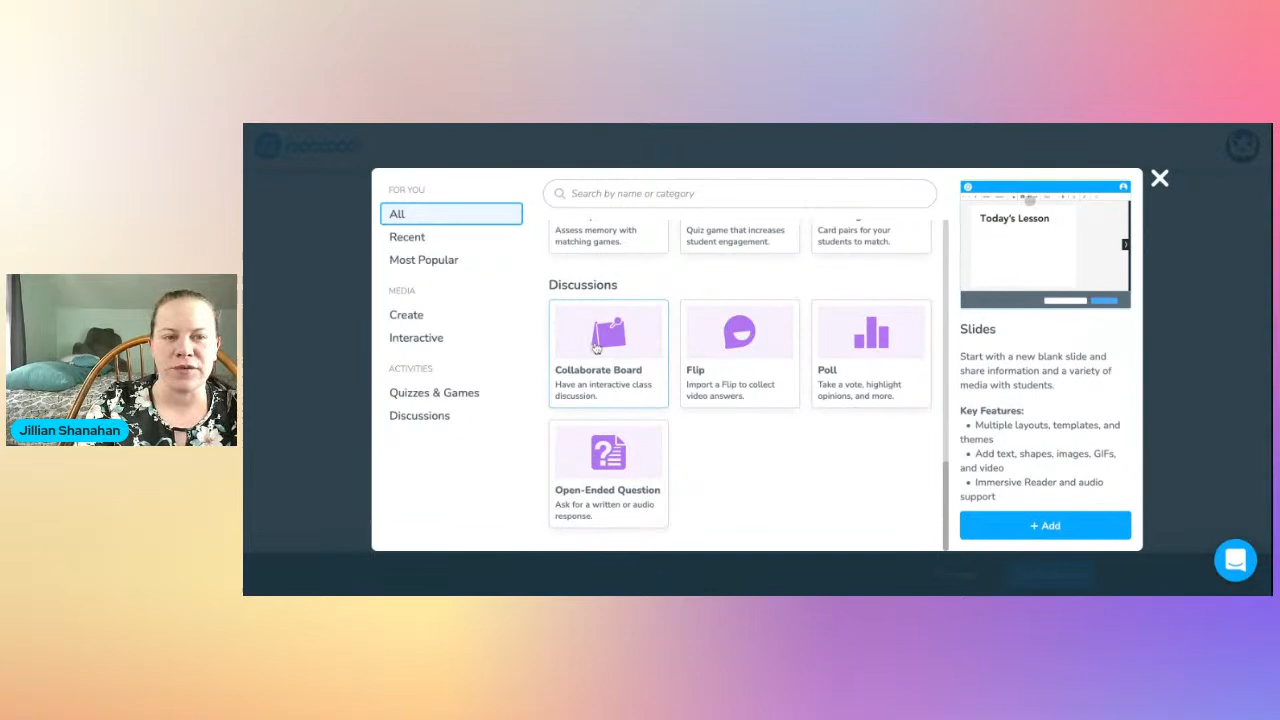 FOR YOU
All
Recent
Most Popular
MEDIA
Create
Interactive
ACTIVITIES
Quizzes & Games
Discussions
Search by name or category
Assess memory with
matching games.
Quiz game that increases
student engagement.
Card pairs for your
students to match.
Discussions
Collaborate Board
Have an interactive class
discussion.
Flip
Import a Flip to collect
video answers.
Poll
Take a vote, highlight
opinions, and more.
Open-Ended Question
Ask for a written or audio
response.
Today's Lesson
Slides
Start with a new blank slide and
share information and a variety of
media with students.
Key Features:
• Multiple layouts, templates, and
themes
• Add text, shapes, images, GIFs,
and video
• Immersive Reader and audio
support
+ Add
Jillian Shanahan